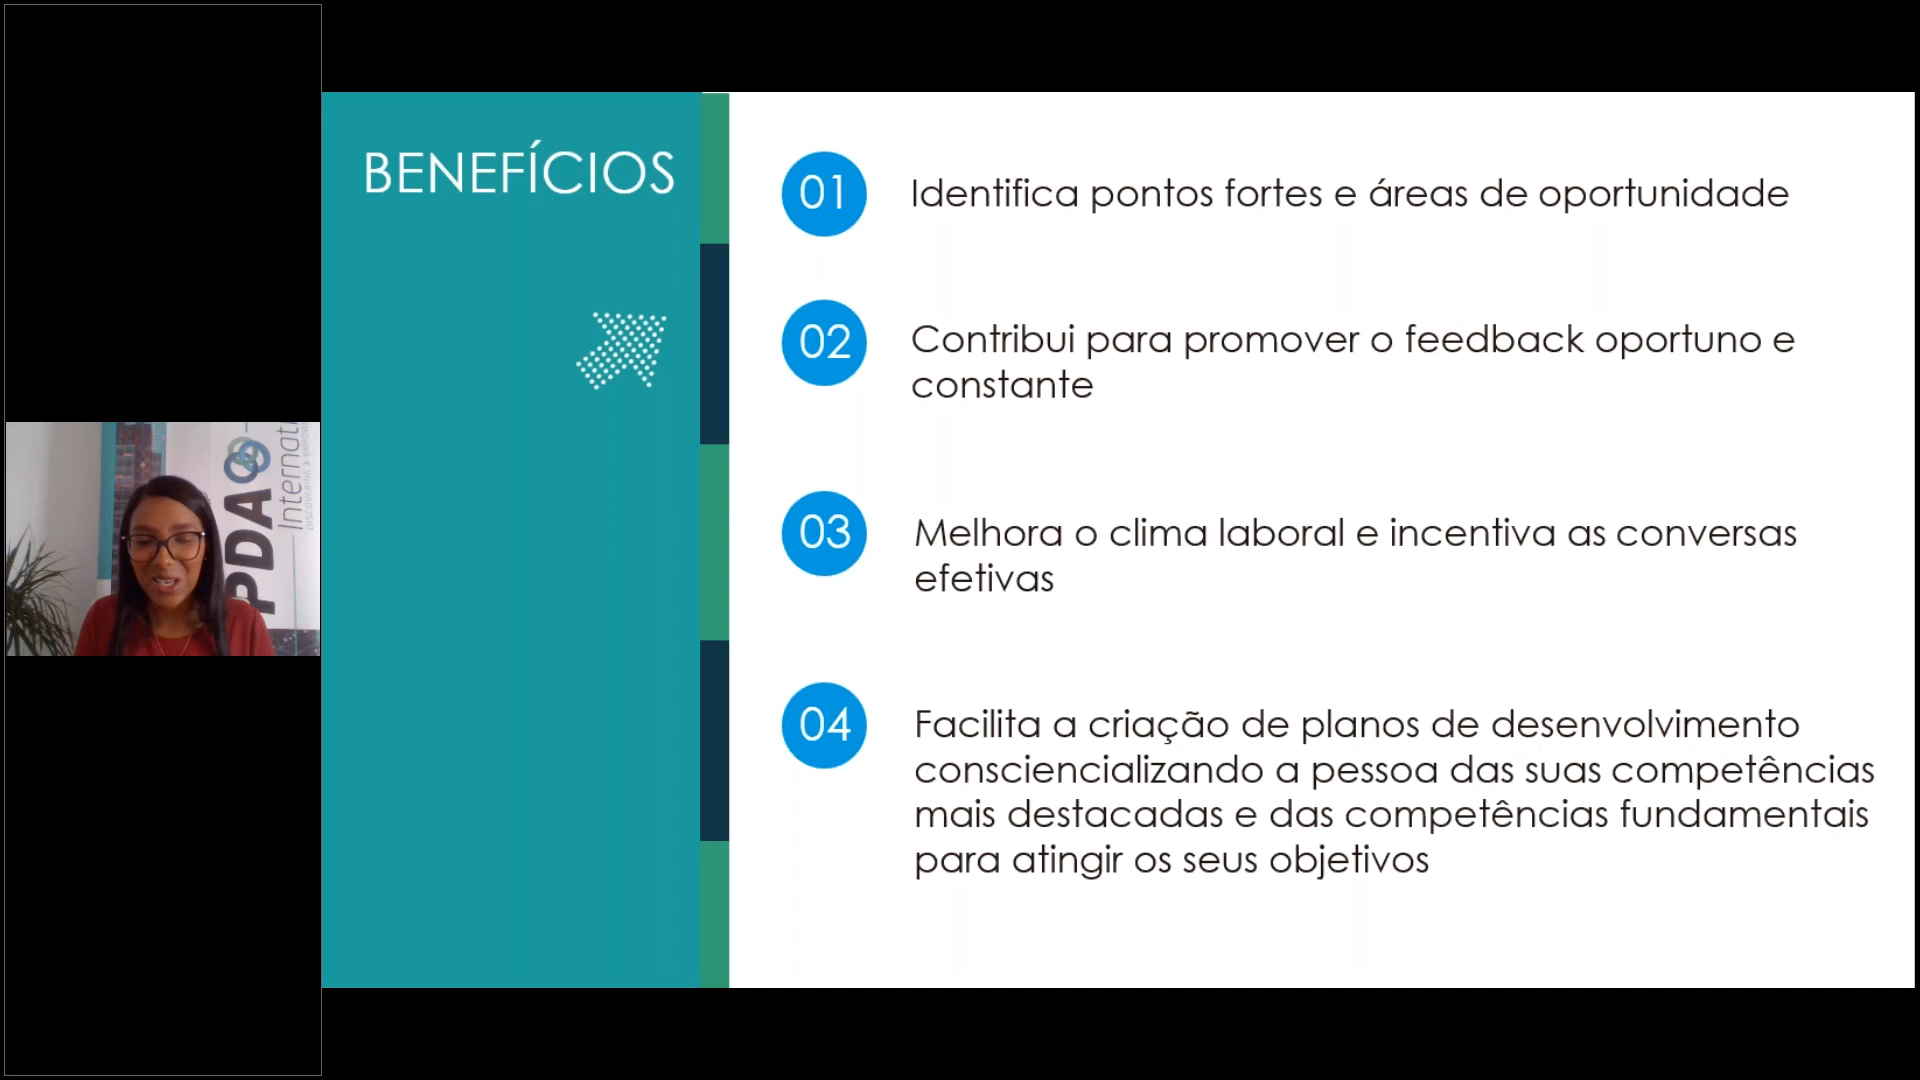 BENEFÍCIOS
01
Identifica pontos fortes e áreas de oportunidade
02
Contribui para promover o feedback oportuno e
constante
03
Melhora o clima laboral e incentiva as conversas
efetivas
04
Facilita a criação de planos de desenvolvimento
consciencializando a pessoa das suas competências
mais destacadas e das competências fundamentais
para atingir os seus objetivos
PDA